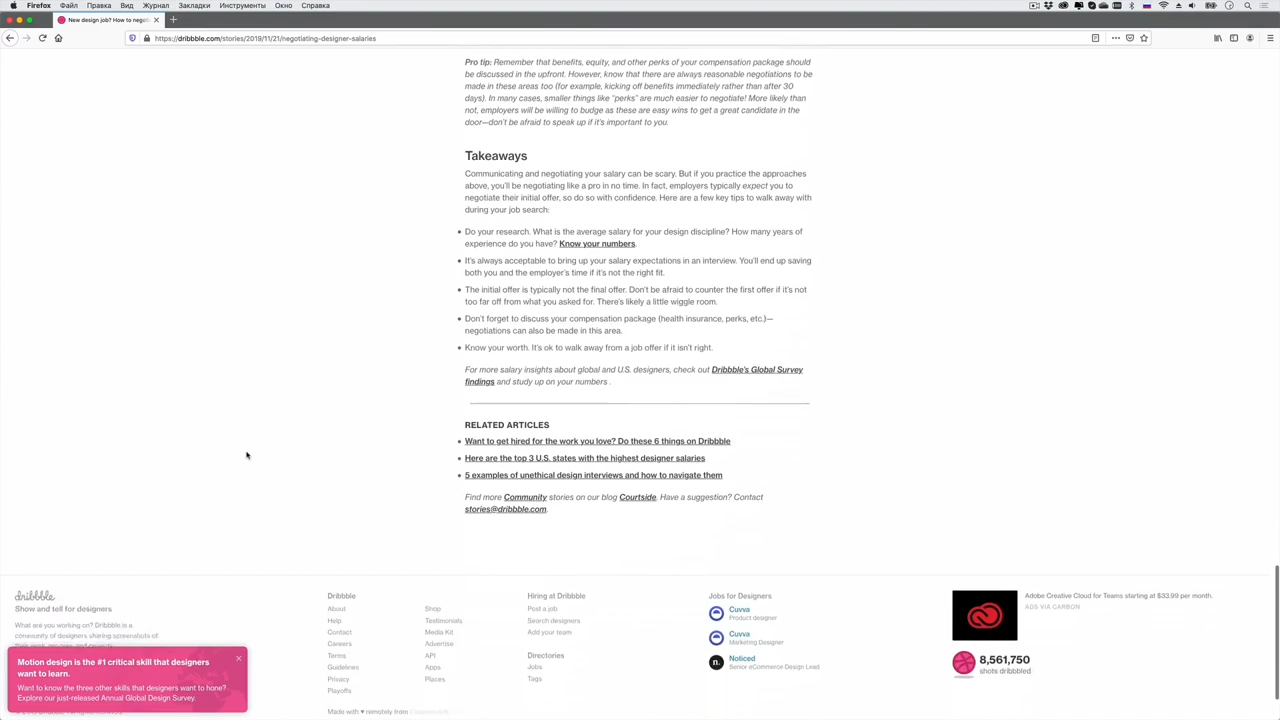 Firefox Файл Правка Вид Журнал Закладки Инструменты Окно Справка
New design job? How to negot
https://dribbble.com/stories/2019/11/21/negotiating-designer-salaries
Pro tip: Remember that benefits, equity, and other perks of your compensation package should
be discussed in the upfront. However, know that there are always reasonable negotiations to be
made in these areas too (for example, kicking off benefits immediately rather than after 30
days). In many cases, smaller things like "perks" are much easier to negotiate! More likely than
not, employers will be willing to budge as these are easy wins to get a great candidate in the
door—don't be afraid to speak up if it's important to you.
Takeaways
Communicating and negotiating your salary can be scary. But if you practice the approaches
above, you'll be negotiating like a pro in no time. In fact, employers typically expect you to
negotiate their initial offer, so do so with confidence. Here are a few key tips to walk away with
during your job search:
Do your research. What is the average salary for your design discipline? How many years of
experience do you have? Know your numbers.
It's always acceptable to bring up your salary expectations in an interview. You'll end up saving
both you and the employer's time if it's not the right fit.
The initial offer is typically not the final offer. Don't be afraid to counter the first offer if it's not
too far off from what you asked for. There's likely a little wiggle room.
Don't forget to discuss your compensation package (health insurance, perks, etc.)—
negotiations can also be made in this area.
Know your worth. It's ok to walk away from a job offer if it isn't right.
For more salary insights about global and U.S. designers, check out Dribbble's Global Survey
findings and study up on your numbers .
RELATED ARTICLES
Want to get hired for the work you love? Do these 6 things on Dribbble
Here are the top 3 U.S. states with the highest designer salaries
5 examples of unethical design interviews and how to navigate them
Find more Community stories on our blog Courtside. Have a suggestion? Contact
stories@dribbble.com.
dribbble
Show and tell for designers
What are you working on? Dribbble is a
community of designers sharing screenshots of
Motion design is the #1 critical skill that designers
want to learn.
Want to know the three other skills that designers want to hone?
Explore our just-released Annual Global Design Survey.
Dribbble
About
Help
Contact
Careers
Terms
Guidelines
Privacy
Playoffs
Shop
Testimonials
Media Kit
Advertise
API
Apps
Places
Made with ♥ remotely from
Hiring at Dribbble
Post a job
Search designers
Add your team
Directories
Jobs
Tags
Jobs for Designers
Cuvva
Product designer
Cuvva
Marketing Designer
n.
Noticed
Senior eCommerce Design Lead
Adobe Creative Cloud for Teams starting at $33.99 per month.
ADS VIA CARBON
8,561,750
shots dribbbled